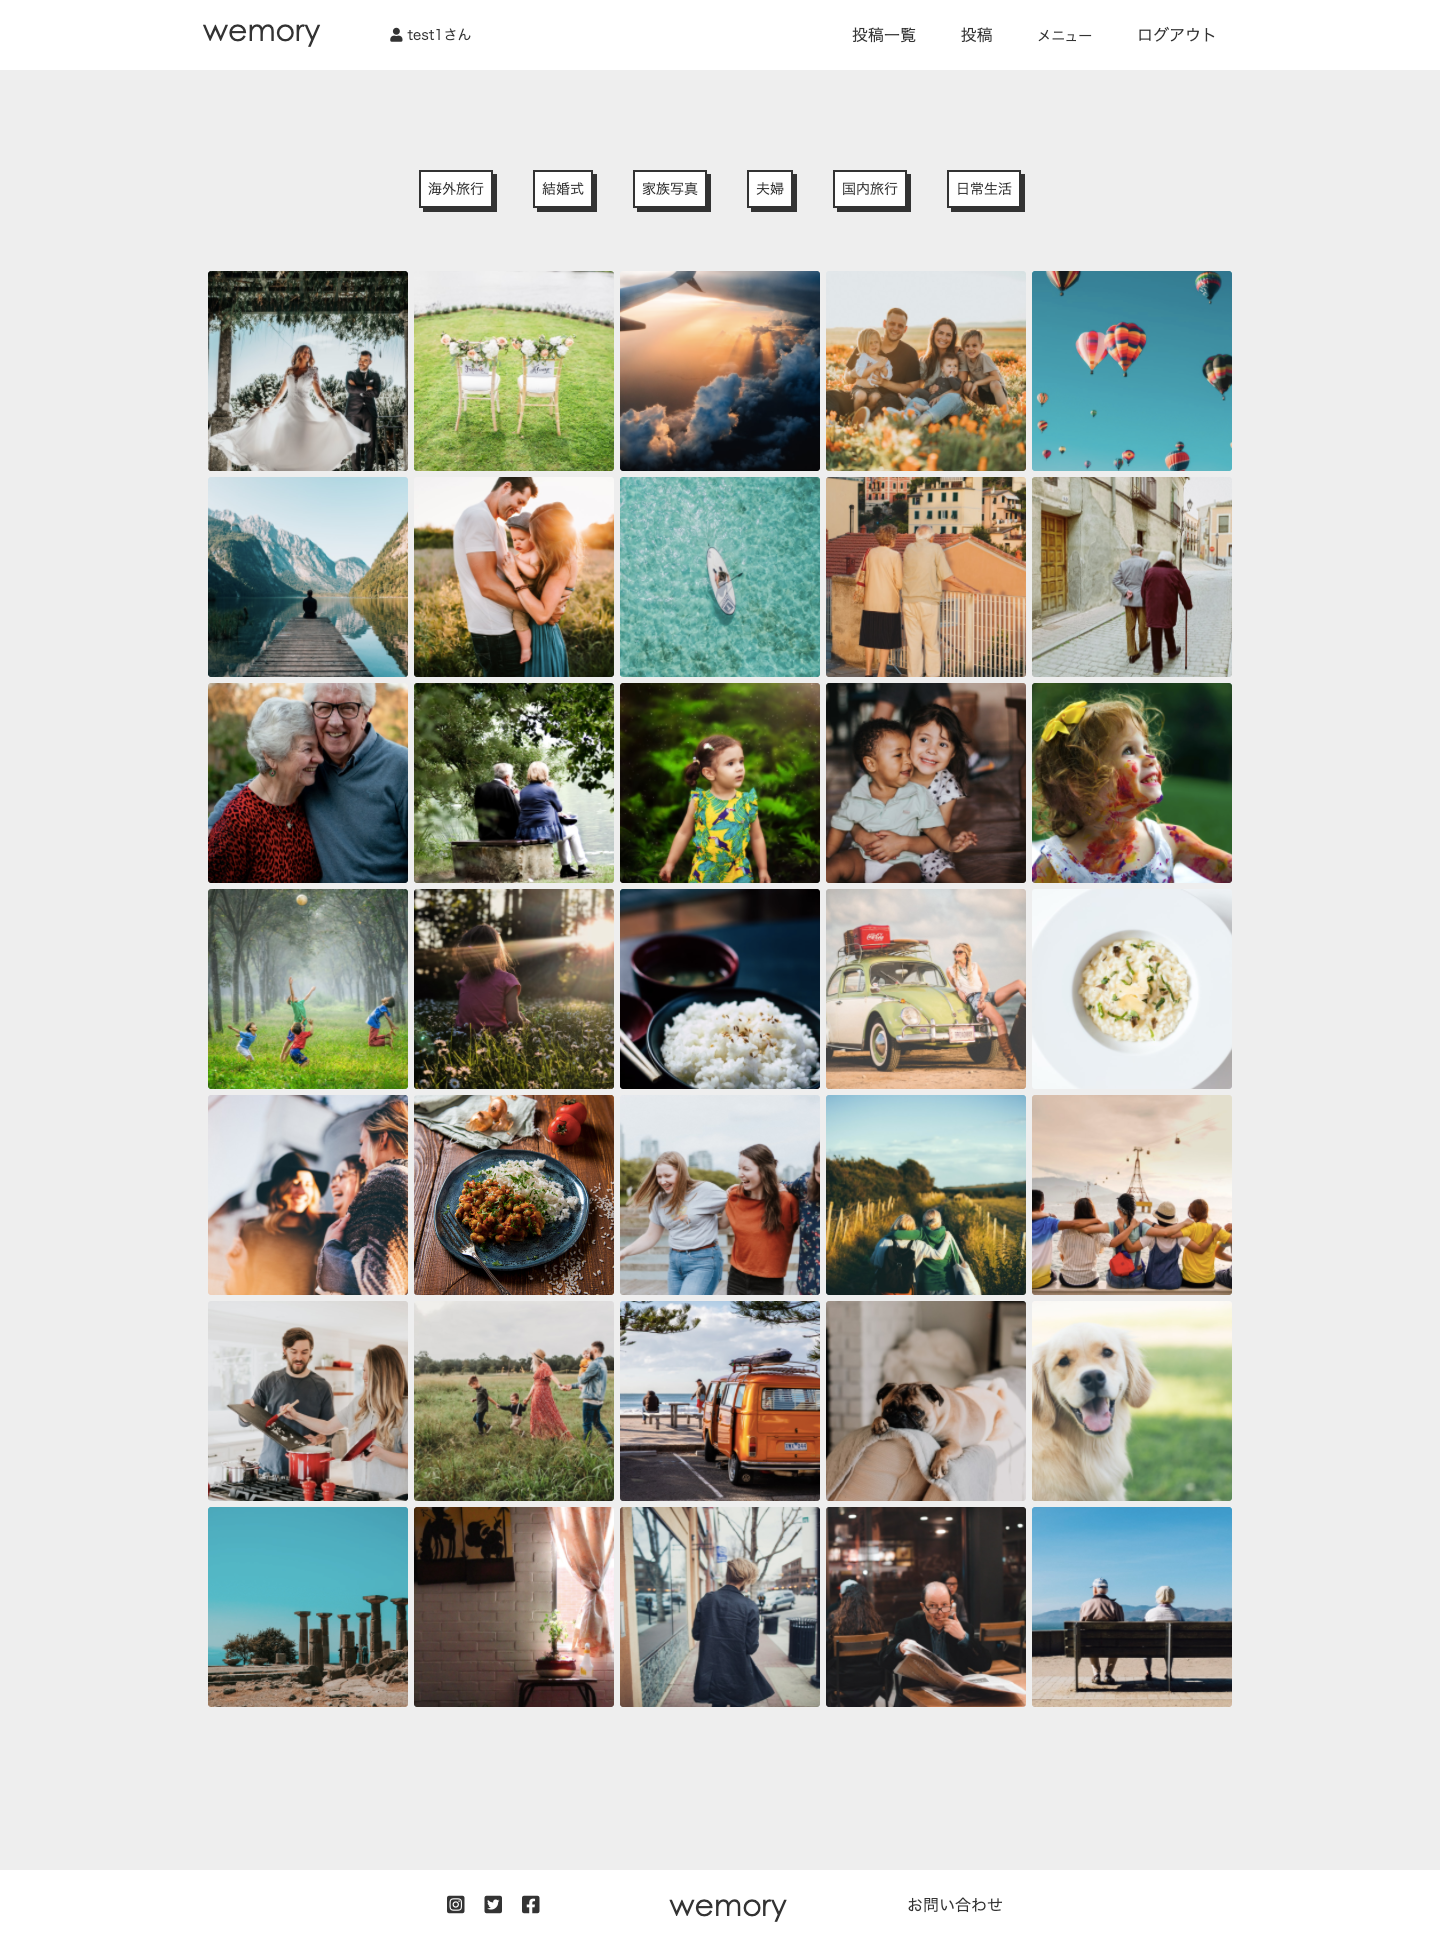 wemory
test1さん
投稿一覧
投稿
メニュー
ログアウト
海外旅行
結婚式
家族写真
夫婦
国内旅行
日常生活
wemory
お問い合わせ